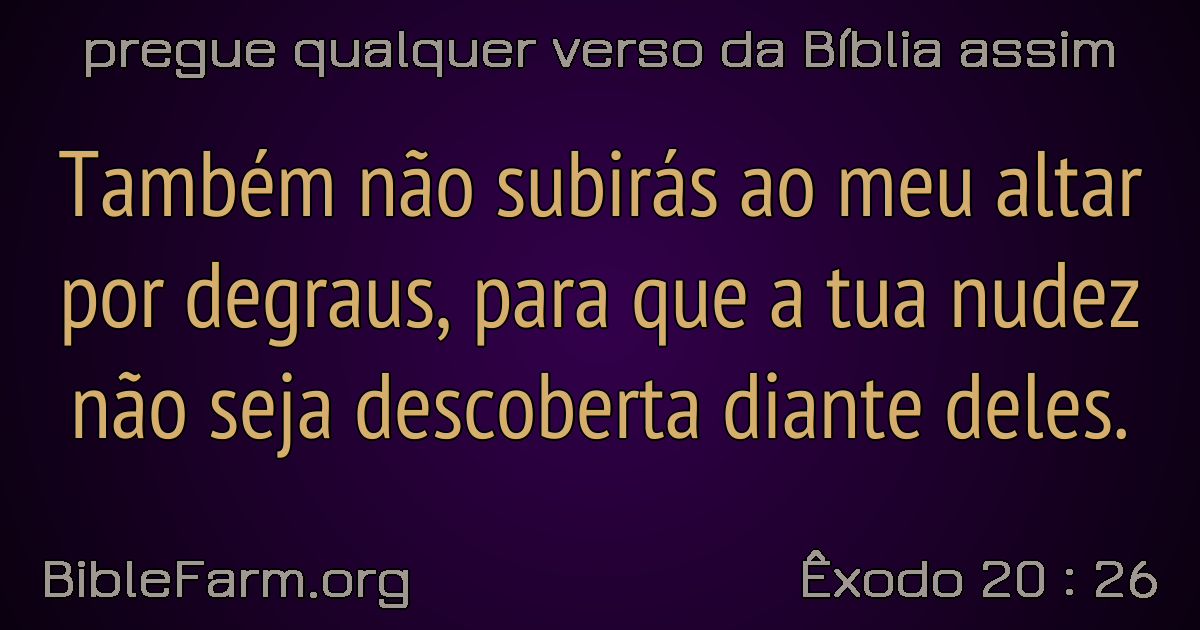 pregue qualquer verso da Bíblia assim
Também não subirás ao meu altar
por degraus, para que a tua nudez
não seja descoberta diante deles.
BibleFarm.org
Êxodo 20 : 26